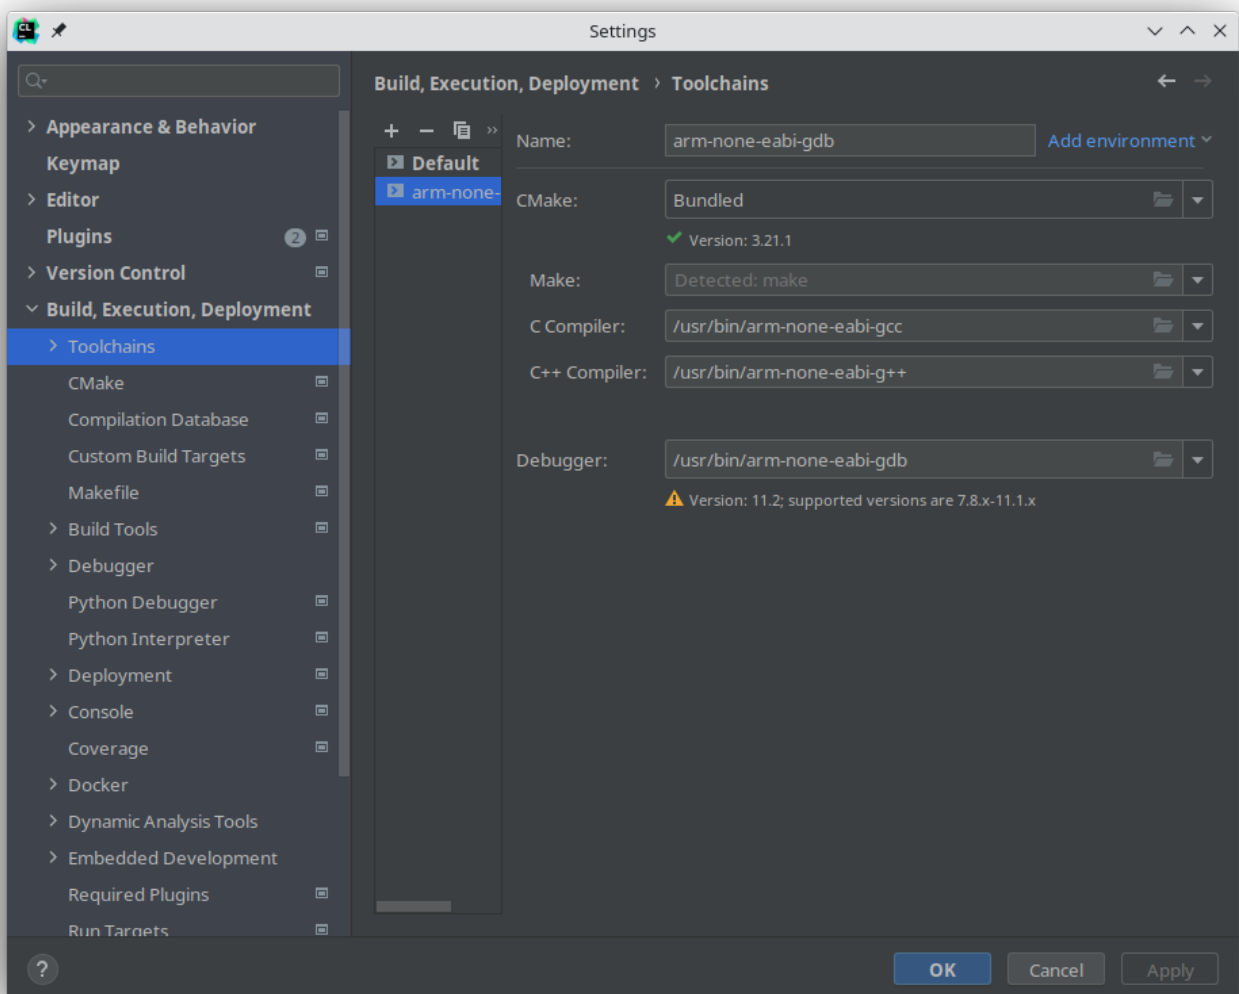 CL
Settings
Appearance & Behavior
Keymap
Editor
Plugins 2
Version Control
Build, Execution, Deployment
Toolchains
CMake
Compilation Database
Custom Build Targets
Makefile
Build Tools
Debugger
Python Debugger
Python Interpreter
Deployment
Console
Coverage
Docker
Dynamic Analysis Tools
Embedded Development
Required Plugins
Run Targets
Build, Execution, Deployment › Toolchains
Default
arm-none-
Name: arm-none-eabi-gdb Add environment
CMake: Bundled
Version: 3.21.1
Make: Detected: make
C Compiler: /usr/bin/arm-none-eabi-gcc
C++ Compiler: /usr/bin/arm-none-eabi-g++
Debugger: /usr/bin/arm-none-eabi-gdb
Version: 11.2; supported versions are 7.8.x-11.1.x
? OK Cancel Apply